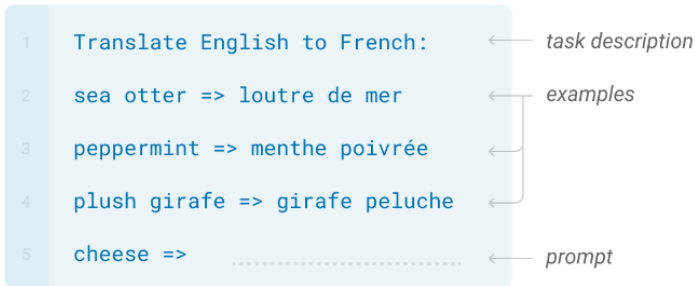 1 Translate English to French: task description
2 sea otter => loutre de mer examples
3 peppermint => menthe poivrée
4 plush girafe => girafe peluche
5 cheese => prompt